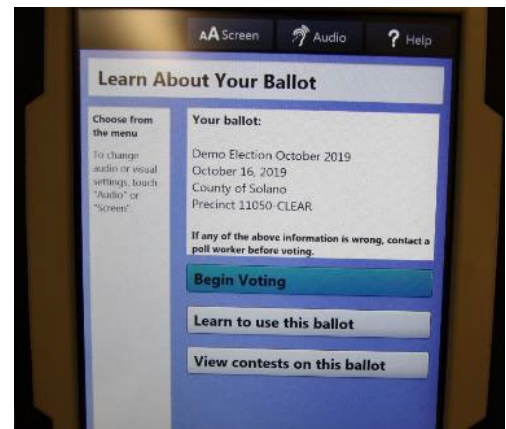 AA Screen
Audio
? Help
Learn About Your Ballot
Choose from
the menu
To change
audio or visual
settings, touch
"Audio" or
"Screen".
Your ballot:
Demo Election October 2019
October 16, 2019
County of Solano
Precinct 11050-CLEAR
If any of the above information is wrong, contact a
poll worker before voting.
Begin Voting
Learn to use this ballot
View contests on this ballot